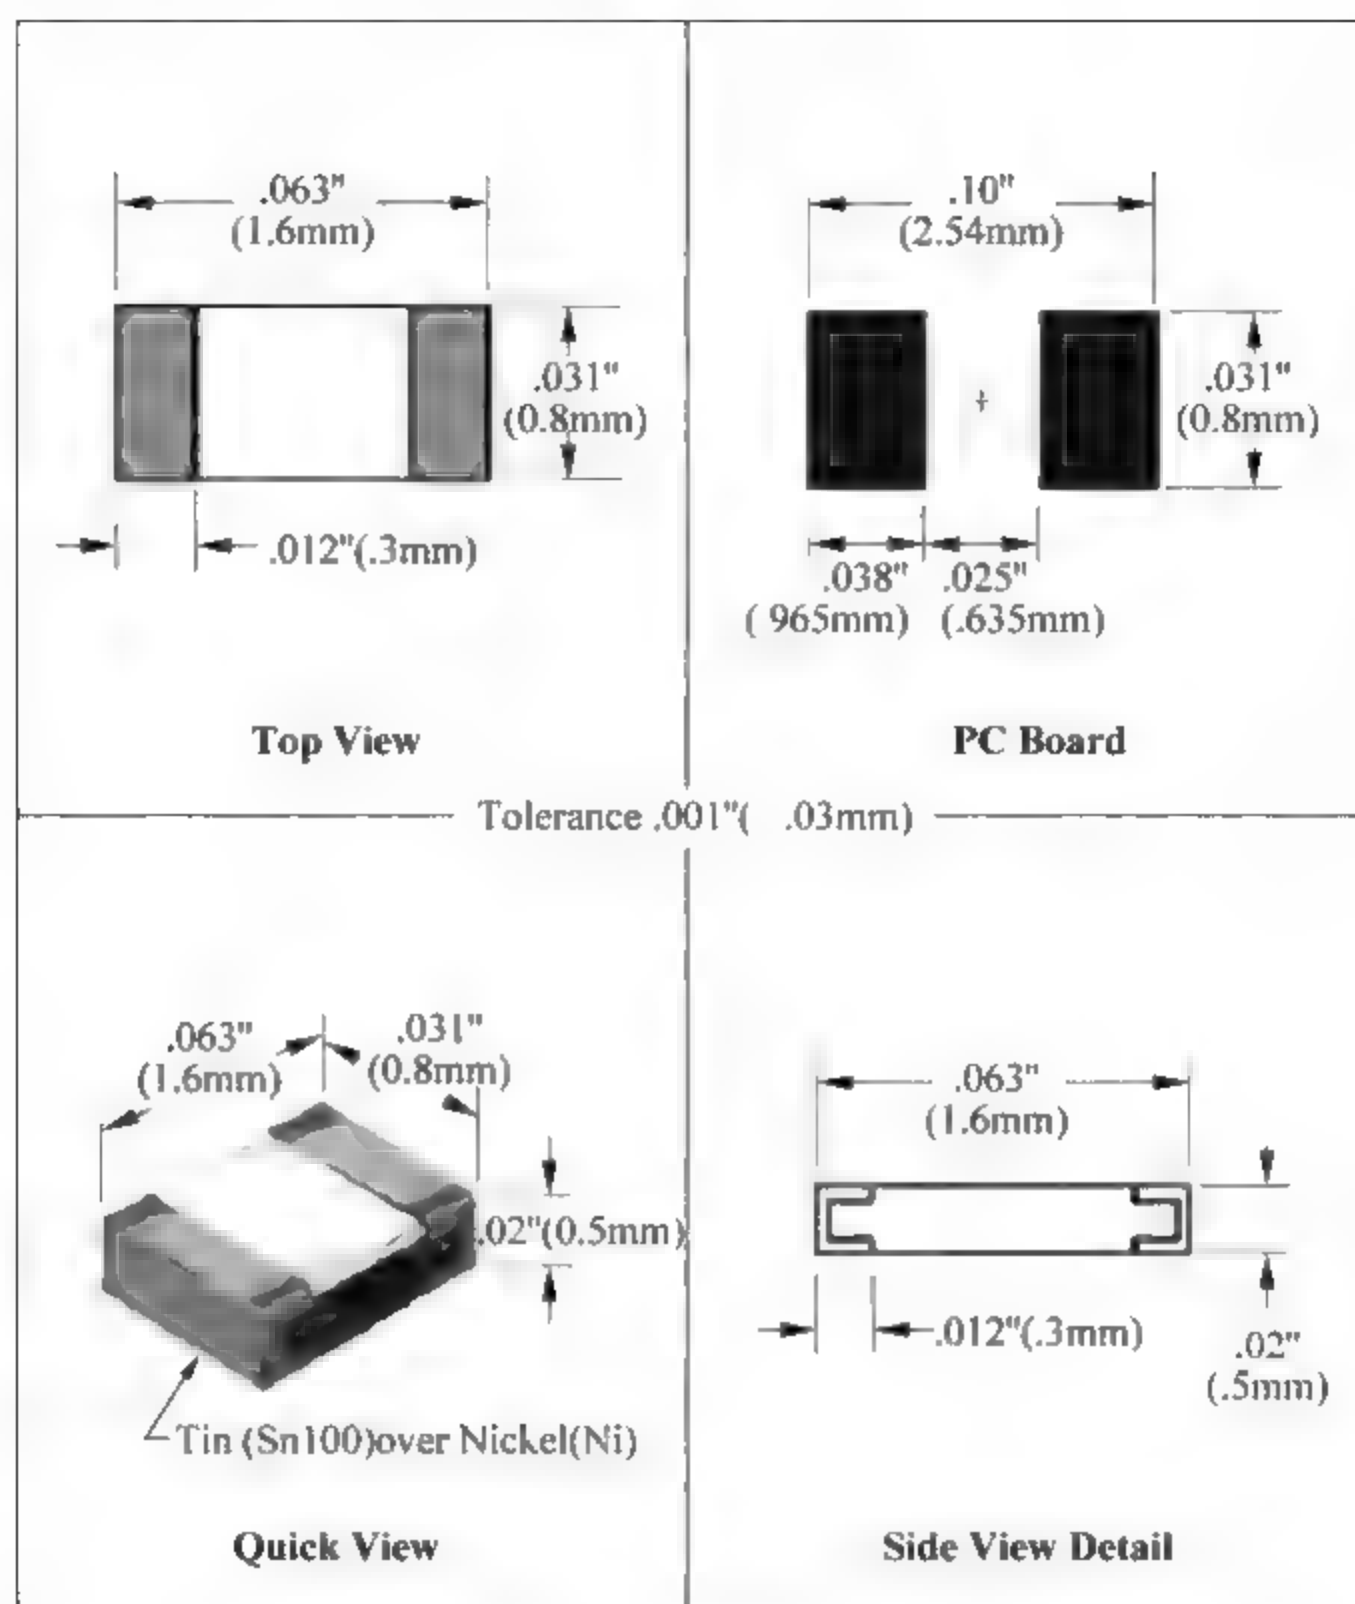 .063"
(1.6mm)
.031"
(0.8mm)
.012"(.3mm)
Top View
.10"
(2.54mm)
.031"
(0.8mm)
.038"
( 965mm)
.025"
(.635mm)
PC Board
Tolerance .001"( .03mm)
.063"
(1.6mm)
.031"
(0.8mm)
.02"(0.5mm)
Tin (Sn100)over Nickel(Ni)
Quick View
.063"
(1.6mm)
.012"(.3mm)
.02"
(.5mm)
Side View Detail